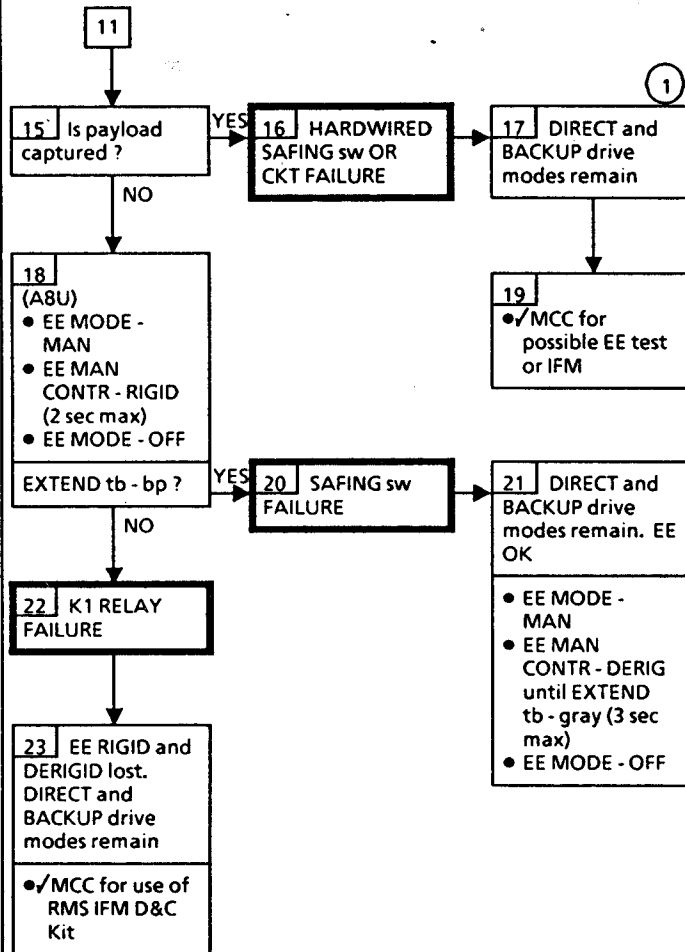 11
1
15 Is payload
captured ?
YES
16 HARDWIRED
SAFING sw OR
CKT FAILURE
17 DIRECT and
BACKUP drive
modes remain
NO
18
(A8U)
● EE MODE -
MAN
● EE MAN
CONTR - RIGID
(2 sec max)
● EE MODE - OFF
EXTEND tb - bp ?
19
●√MCC for
possible EE test
or IFM
YES
20 SAFING sw
FAILURE
21 DIRECT and
BACKUP drive
modes remain. EE
OK
● EE MODE -
MAN
● EE MAN
CONTR - DERIG
until EXTEND
tb - gray (3 sec
max)
● EE MODE - OFF
NO
22 K1 RELAY
FAILURE
23 EE RIGID and
DERIGID lost.
DIRECT and
BACKUP drive
modes remain
●√MCC for use of
RMS IFM D&C
Kit